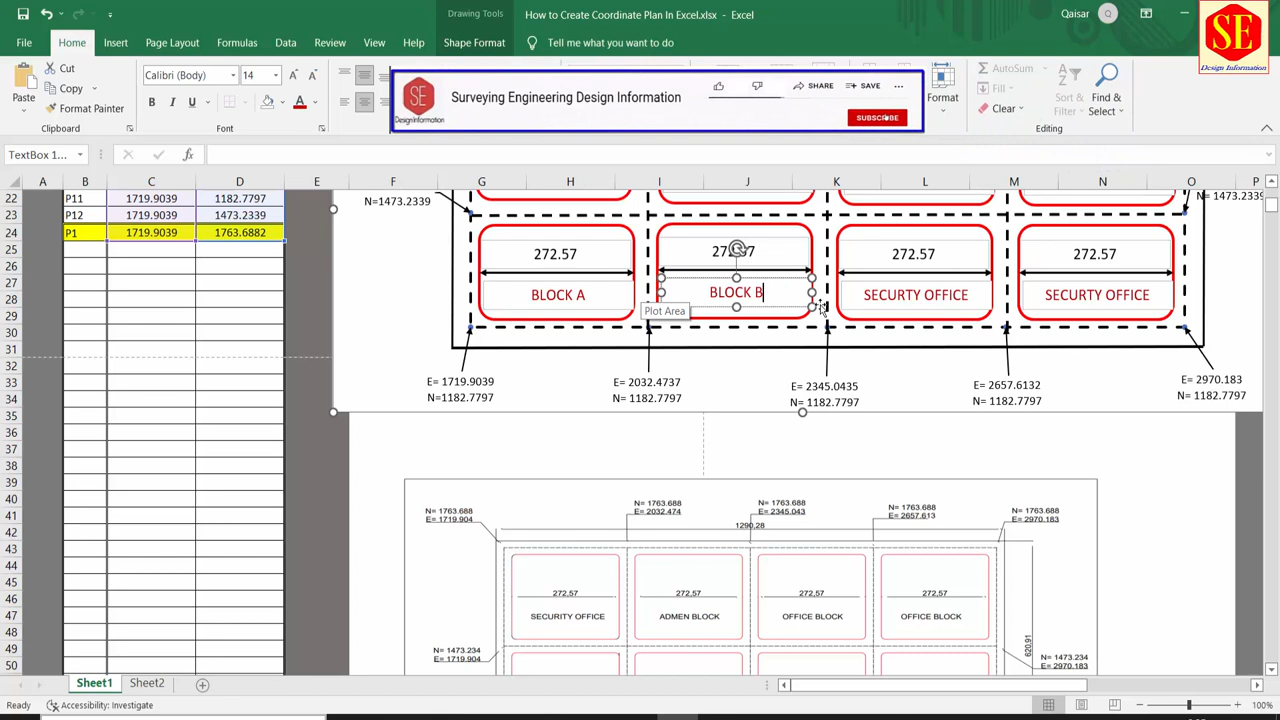 Drawing Tools
How to Create Coordinate Plan In Excel.xlsx - Excel
Qaisar
Q
SE
Design Information
File Home Insert Page Layout Formulas Data Review View Help Shape Format Tell me what you want to do
Paste
Cut
Copy
Format Painter
Clipboard
Calibri (Body) 14
B I U A
Font
SE
DesignInformation
Surveying Engineering Design Information
SHARE SAVE ...
SUBSCRIBE
Format
AutoSum
Fill
Clear
Sort & Filter
Find & Select
Editing
TextBox 1...
fx
A B C D E F G H I J K L M N O P
22 P11 1719.9039 1182.7797
23 P12 1719.9039 1473.2339
24 P1 1719.9039 1763.6882
25
26
27
28
29
30
31
32
33
34
35
36
37
38
39
40
41
42
43
44
45
46
47
48
49
50
N=1473.2339
N=1473.2339
272.57
272.57
272.57
BLOCK A
BLOCK B
SECURTY OFFICE
SECURTY OFFICE
Plot Area
E= 1719.9039
N=1182.7797
E= 2032.4737
N= 1182.7797
E= 2345.0435
N= 1182.7797
E= 2657.6132
N= 1182.7797
E= 2970.183
N= 1182.7797
N= 1763.688
E= 1719.904
N= 1763.688
E= 2032.474
N= 1763.688
E= 2345.043
N= 1763.688
E= 2657.613
N= 1763.688
E= 2970.183
1290,28
272,57
272,57
272,57
272,57
SECURITY OFFICE
ADMEN BLOCK
OFFICE BLOCK
OFFICE BLOCK
620,91
N= 1473.234
E= 1719.904
N= 1473.234
E= 2970.183
Sheet1 Sheet2
Ready Accessibility: Investigate
100%